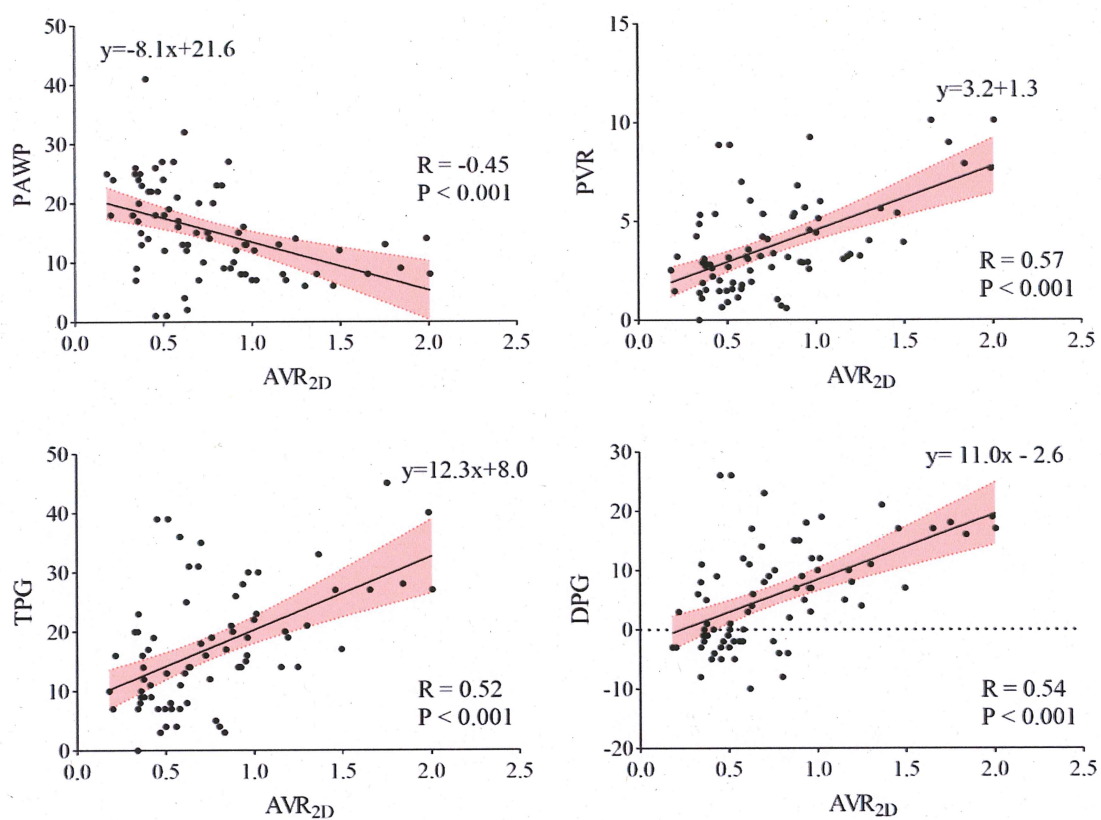 50
40
30
20
10
0
PAWP
y=-8.1x+21.6
R = -0.45
P < 0.001
0.0 0.5 1.0 1.5 2.0 2.5
AVR2D
15
10
5
0
PVR
y=3.2+1.3
R = 0.57
P < 0.001
0.0 0.5 1.0 1.5 2.0 2.5
AVR2D
50
40
30
20
10
0
TPG
y=12.3x+8.0
R = 0.52
P < 0.001
0.0 0.5 1.0 1.5 2.0 2.5
AVR2D
30
20
10
0
-10
-20
DPG
y= 11.0x - 2.6
R = 0.54
P < 0.001
0.0 0.5 1.0 1.5 2.0 2.5
AVR2D